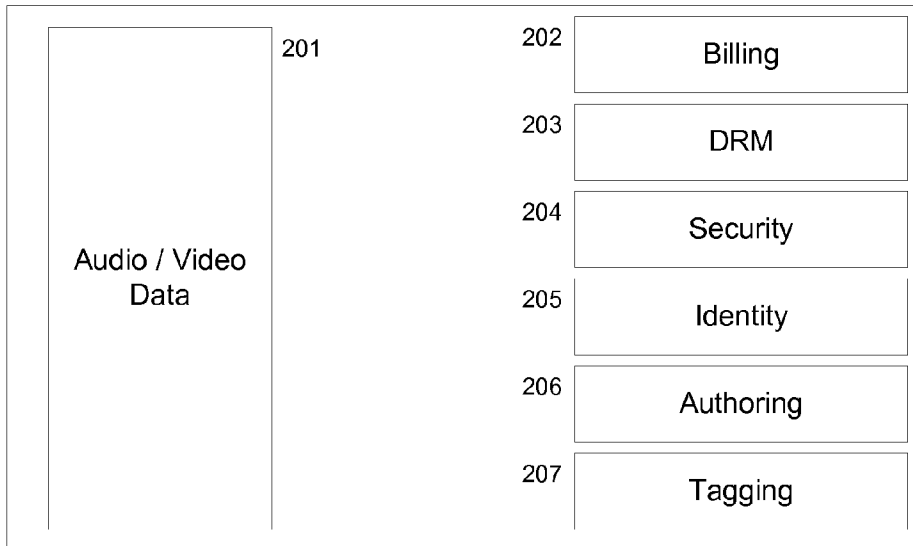 201
Audio / Video
Data
202
Billing
203
DRM
204
Security
205
Identity
206
Authoring
207
Tagging